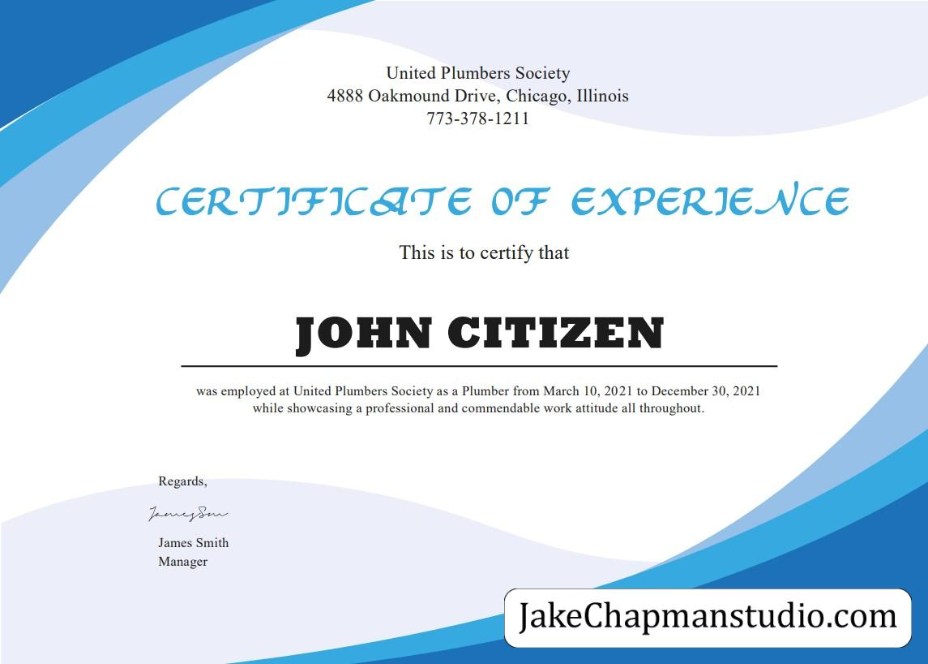 United Plumbers Society
4888 Oakmound Drive, Chicago, Illinois
773-378-1211
CERTIFICATE OF EXPERIENCE
This is to certify that
JOHN CITIZEN
was employed at United Plumbers Society as a Plumber from March 10, 2021 to December 30, 2021
while showcasing a professional and commendable work attitude all throughout.
Regards,
James Smith
Manager
JakeChapmanstudio.com